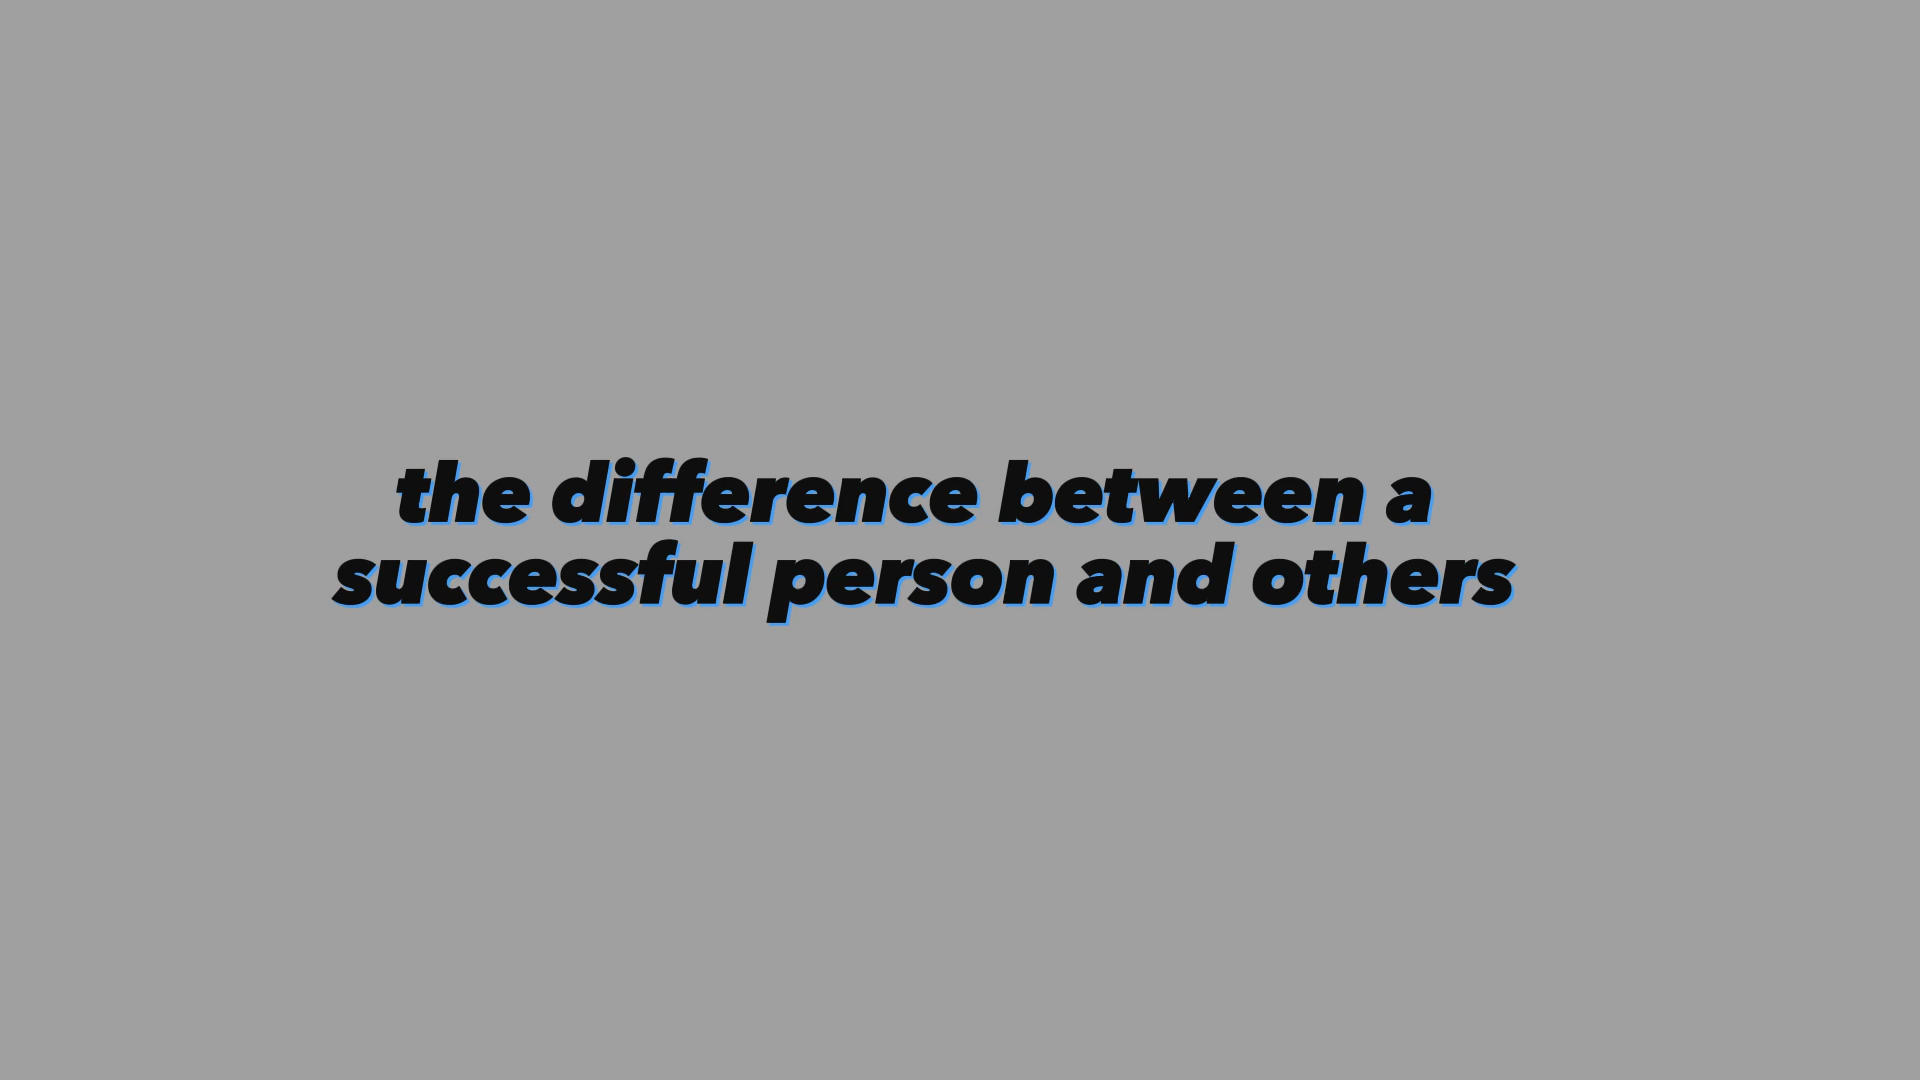 the difference between a
successful person and others